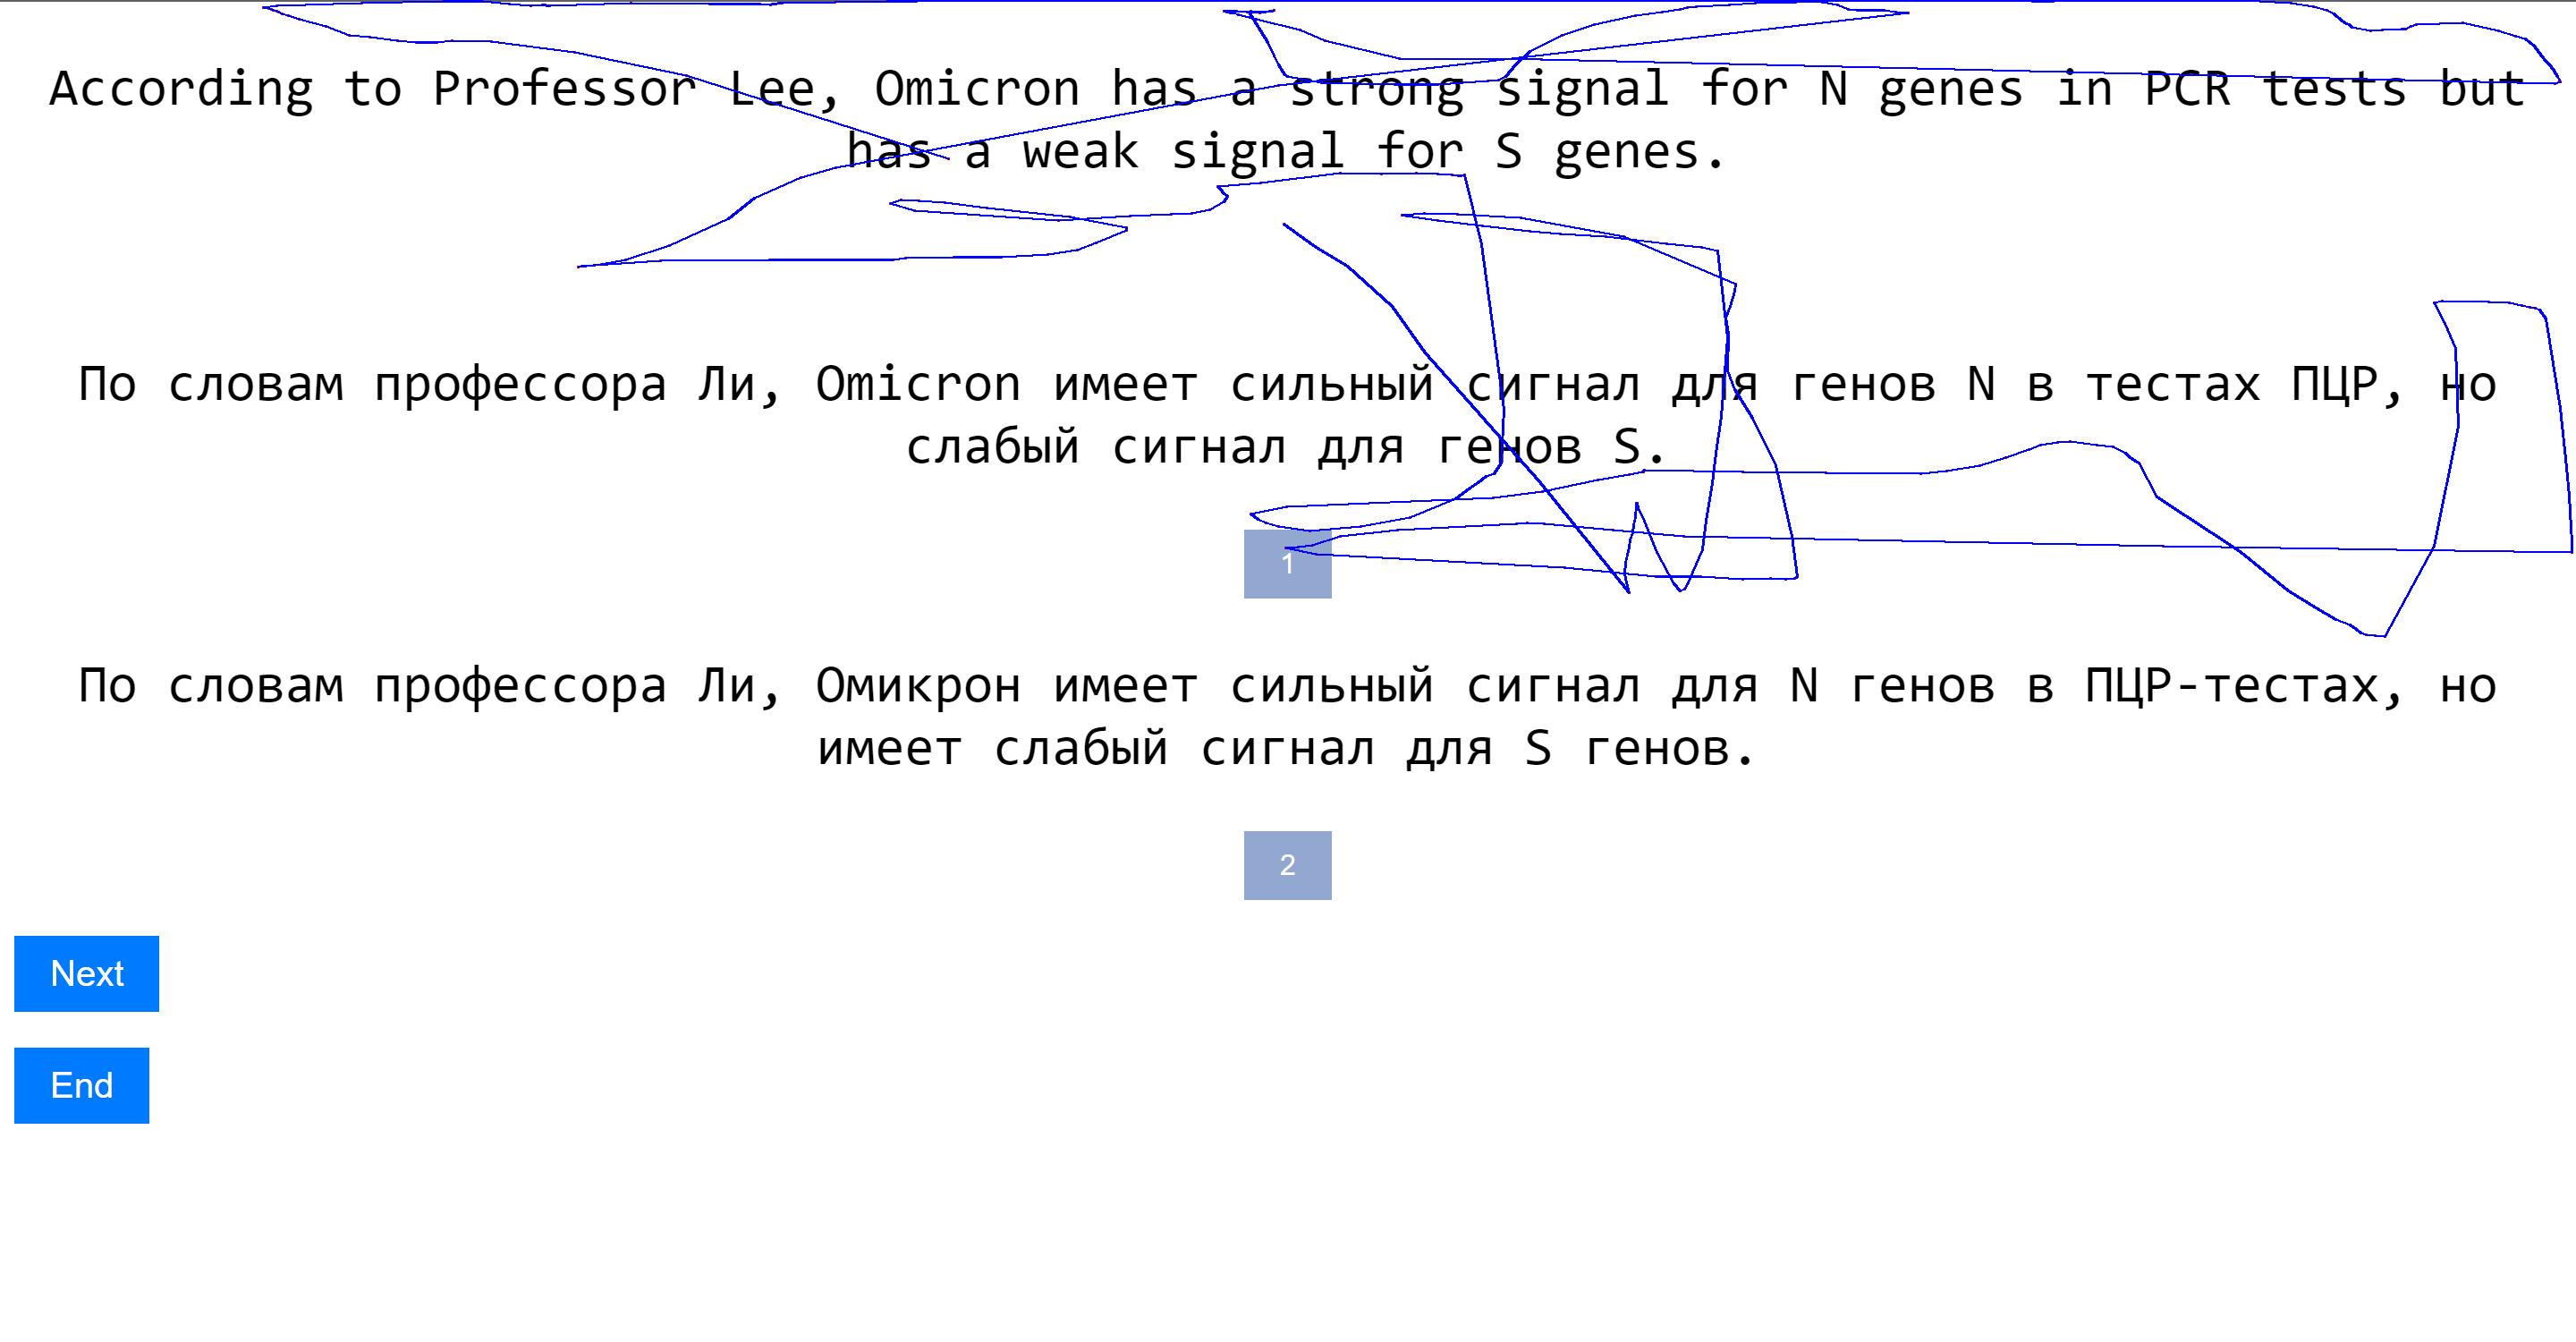 According to Professor Lee, Omicron has a strong signal for N genes in PCR tests but
has a weak signal for S genes.
По словам профессора Ли, Omicron имеет сильный сигнал для генов N в тестах ПЦР, но
слабый сигнал для генов S.
1
По словам профессора Ли, Омикрон имеет сильный сигнал для N генов в ПЦР-тестах, но
имеет слабый сигнал для S генов.
2
Next
End